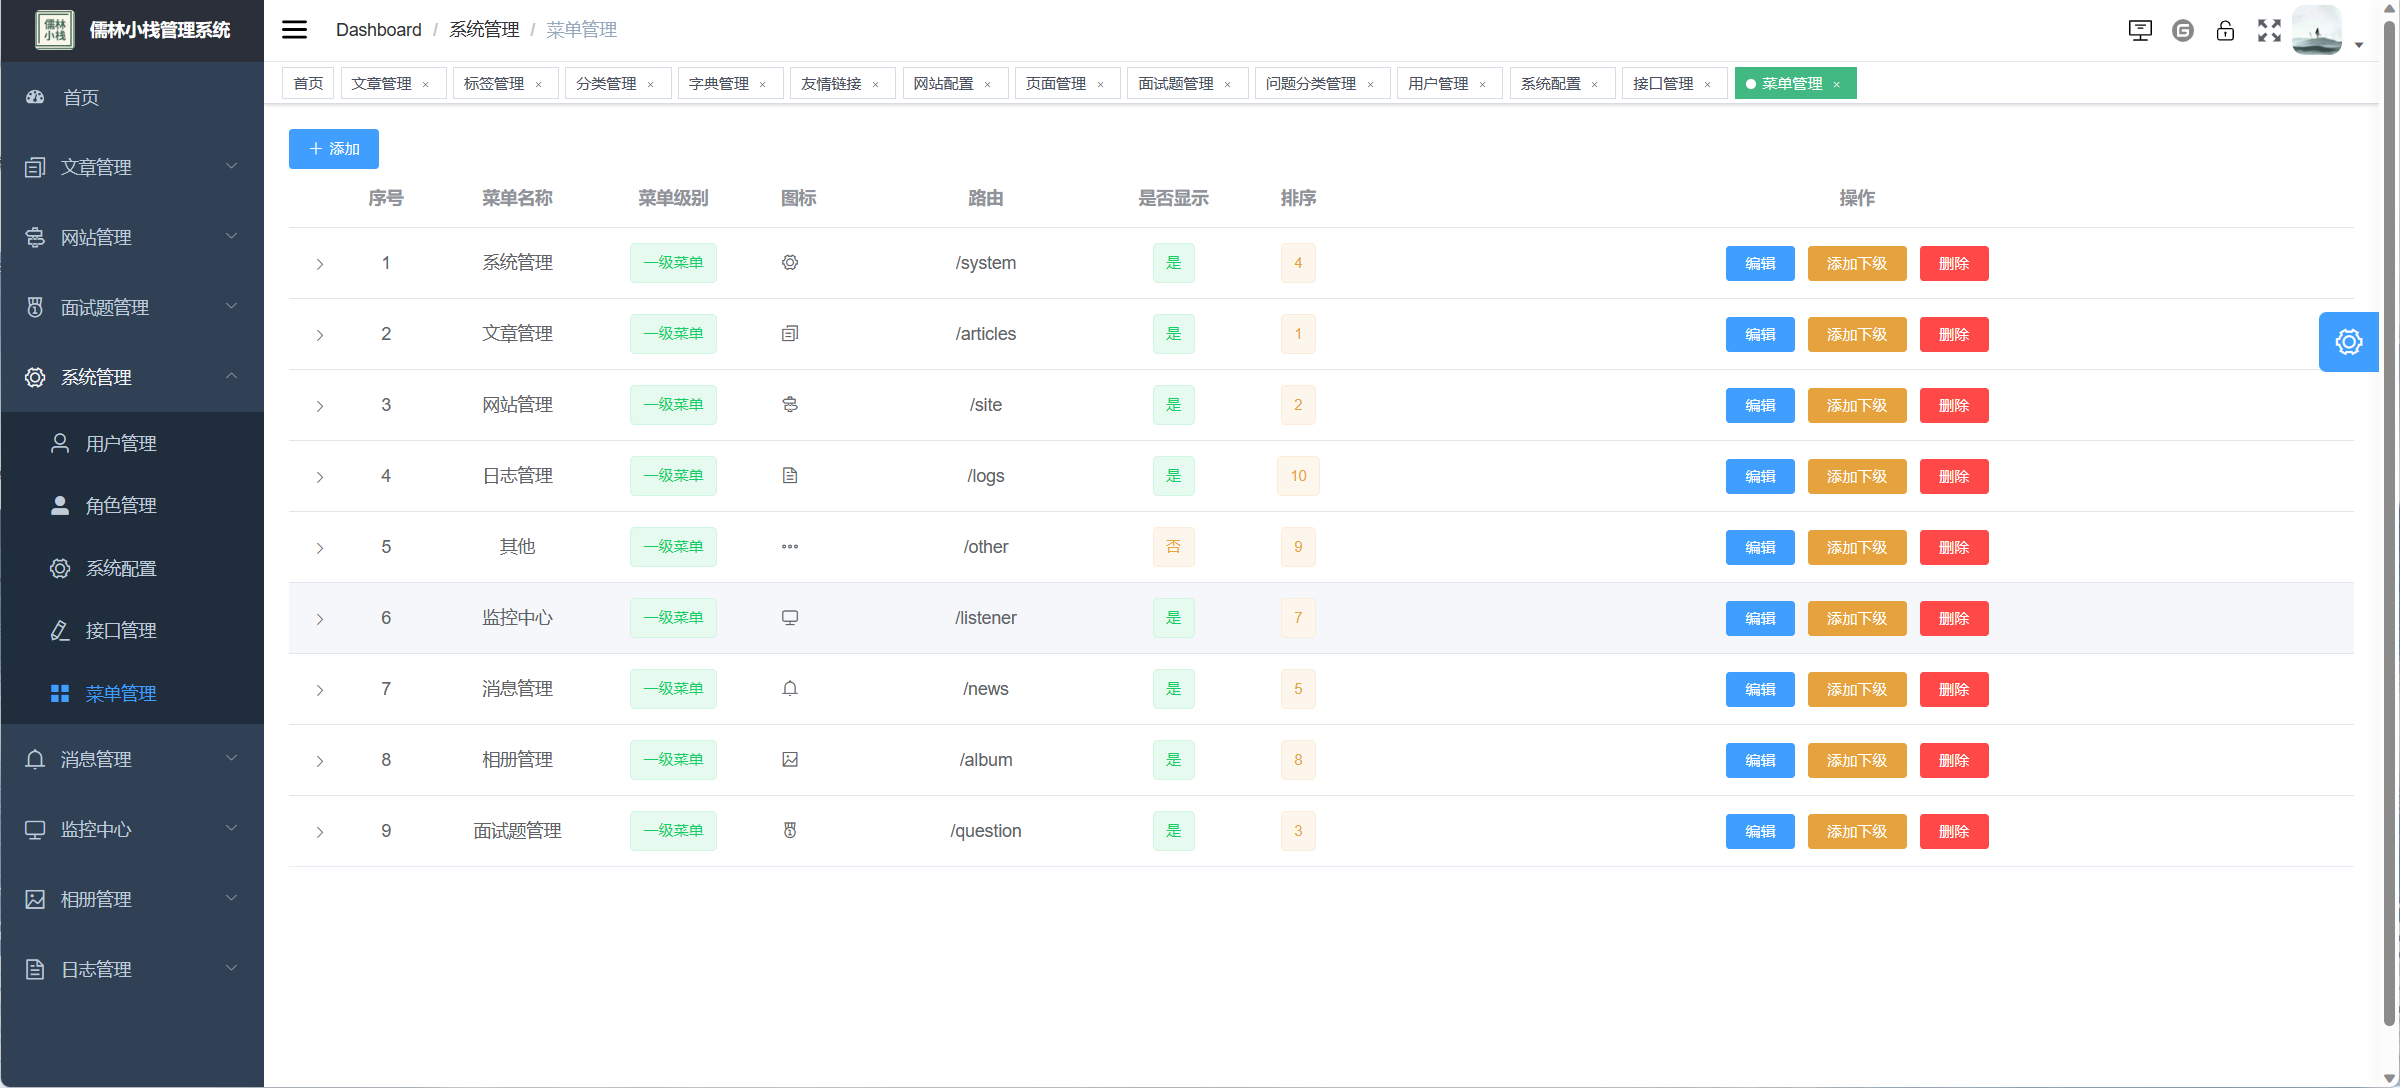 儒林小栈管理系统
儒林
小栈
Dashboard / 系统管理 / 菜单管理
首页 文章管理 × 标签管理 × 分类管理 × 字典管理 × 友情链接 × 网站配置 × 页面管理 × 面试题管理 × 问题分类管理 × 用户管理 × 系统配置 × 接口管理 × 菜单管理 ×
首页
文章管理
网站管理
面试题管理
系统管理
用户管理
角色管理
系统配置
接口管理
菜单管理
消息管理
监控中心
相册管理
日志管理
+ 添加
序号 菜单名称 菜单级别 图标 路由 是否显示 排序 操作
1 系统管理 一级菜单 /system 是 4 编辑 添加下级 删除
2 文章管理 一级菜单 /articles 是 1 编辑 添加下级 删除
3 网站管理 一级菜单 /site 是 2 编辑 添加下级 删除
4 日志管理 一级菜单 /logs 是 10 编辑 添加下级 删除
5 其他 一级菜单 /other 否 9 编辑 添加下级 删除
6 监控中心 一级菜单 /listener 是 7 编辑 添加下级 删除
7 消息管理 一级菜单 /news 是 5 编辑 添加下级 删除
8 相册管理 一级菜单 /album 是 8 编辑 添加下级 删除
9 面试题管理 一级菜单 /question 是 3 编辑 添加下级 删除